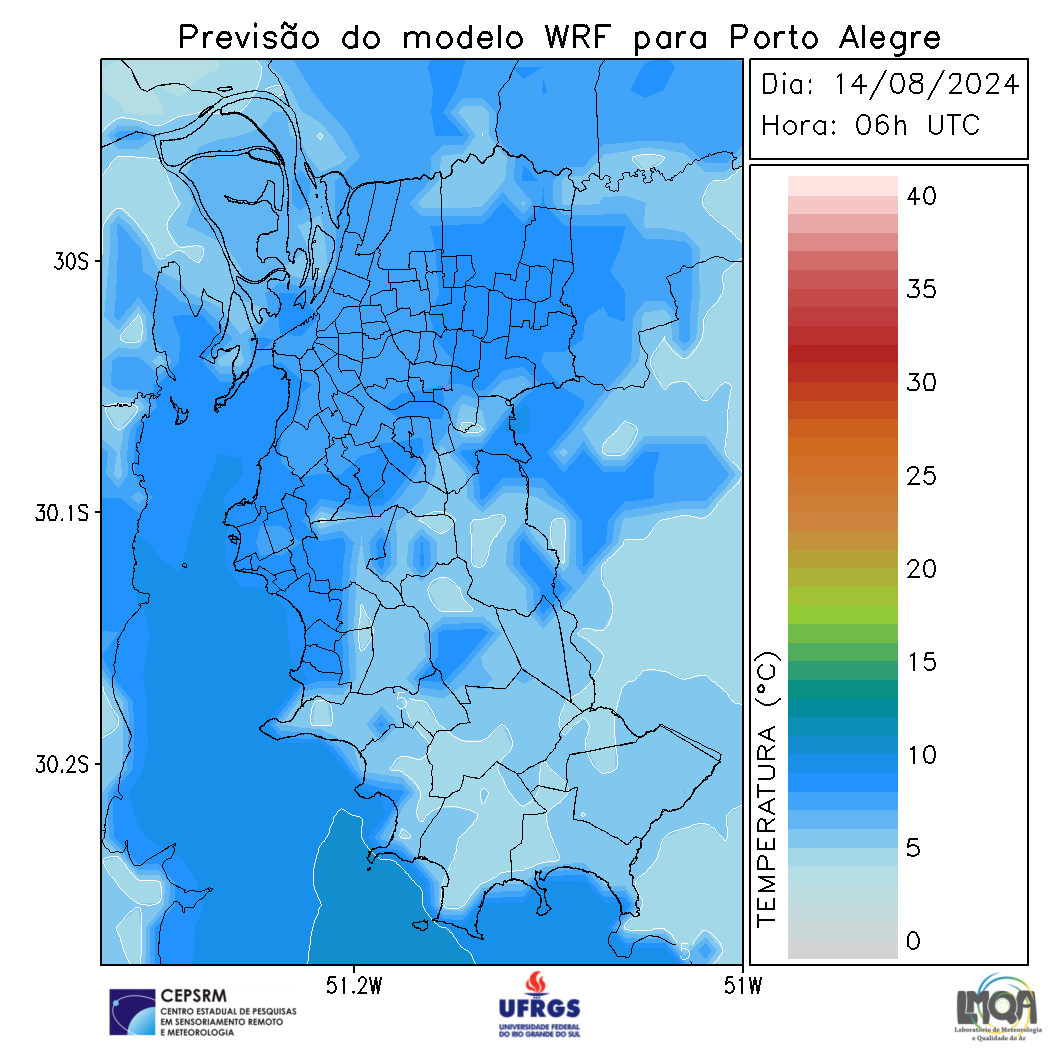 Previsão do modelo WRF para Porto Alegre
Dia: 14/08/2024
Hora: 06h UTC
40
35
30
25
20
15
10
5
0
TEMPERATURA (°C)
30S
30.1S
30.2S
5
5
51.2W
51W
CEPSRM
CENTRO ESTADUAL DE PESQUISAS
EM SENSORIAMENTO REMOTO
E METEOROLOGIA
UFRGS
UNIVERSIDADE FEDERAL
DO RIO GRANDE DO SUL
LMQA
Laboratório de Meteorologia
e Qualidade do Ar